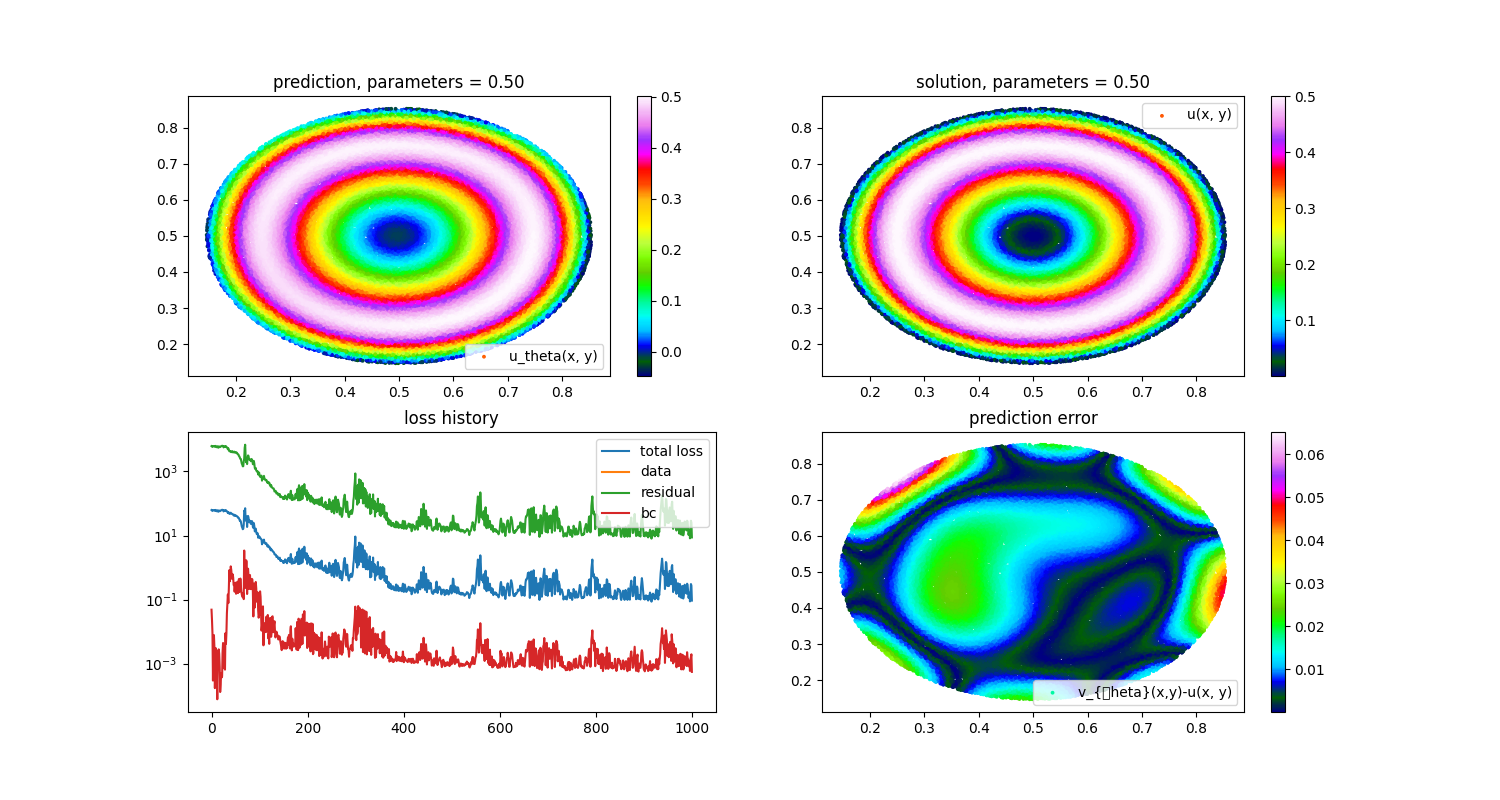 prediction, parameters = 0.50
0.8
0.7
0.6
0.5
0.4
0.3
0.2
0.2 0.3 0.4 0.5 0.6 0.7 0.8
u_theta(x, y)
0.5
0.4
0.3
0.2
0.1
0.0
solution, parameters = 0.50
0.8
0.7
0.6
0.5
0.4
0.3
0.2
0.2 0.3 0.4 0.5 0.6 0.7 0.8
u(x, y)
0.5
0.4
0.3
0.2
0.1
loss history
10³
10¹
10⁻¹
10⁻³
0 200 400 600 800 1000
total loss
data
residual
bc
prediction error
0.8
0.7
0.6
0.5
0.4
0.3
0.2
0.2 0.3 0.4 0.5 0.6 0.7 0.8
v_{▯heta}(x,y)-u(x, y)
0.06
0.05
0.04
0.03
0.02
0.01